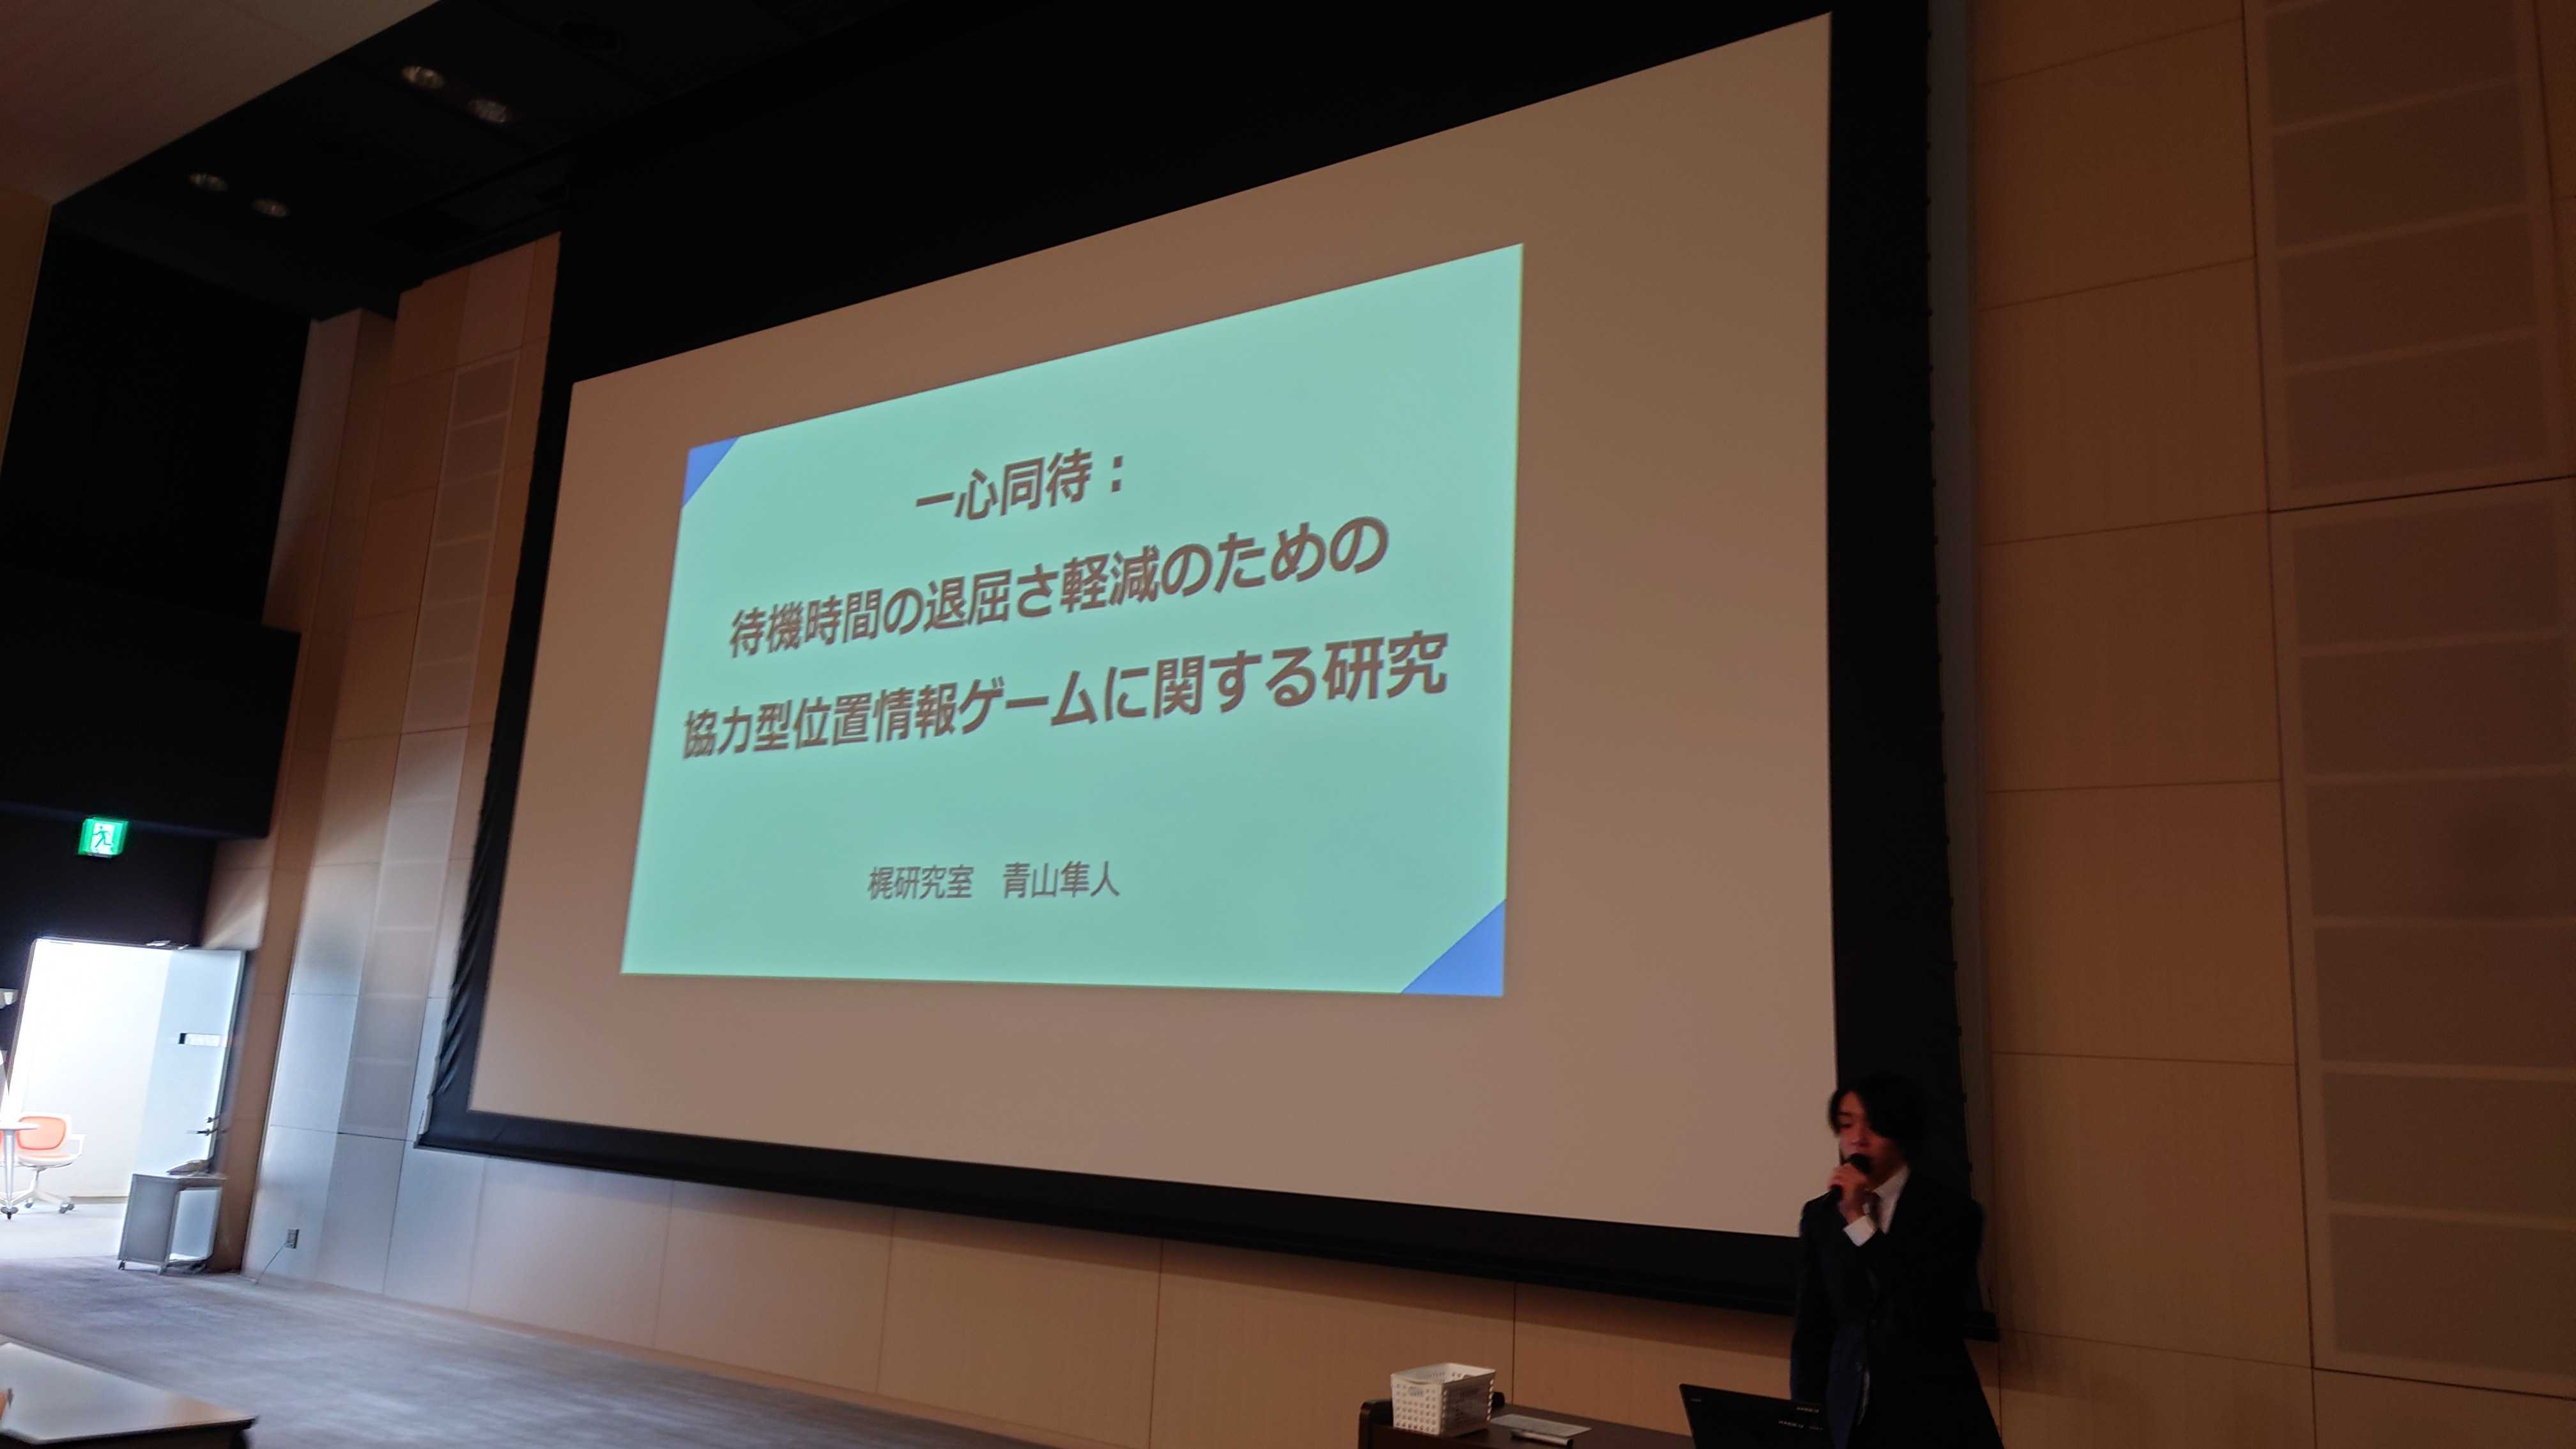 一心同待：
待機時間の退屈さ軽減のための
協力型位置情報ゲームに関する研究
梶研究室　青山隼人